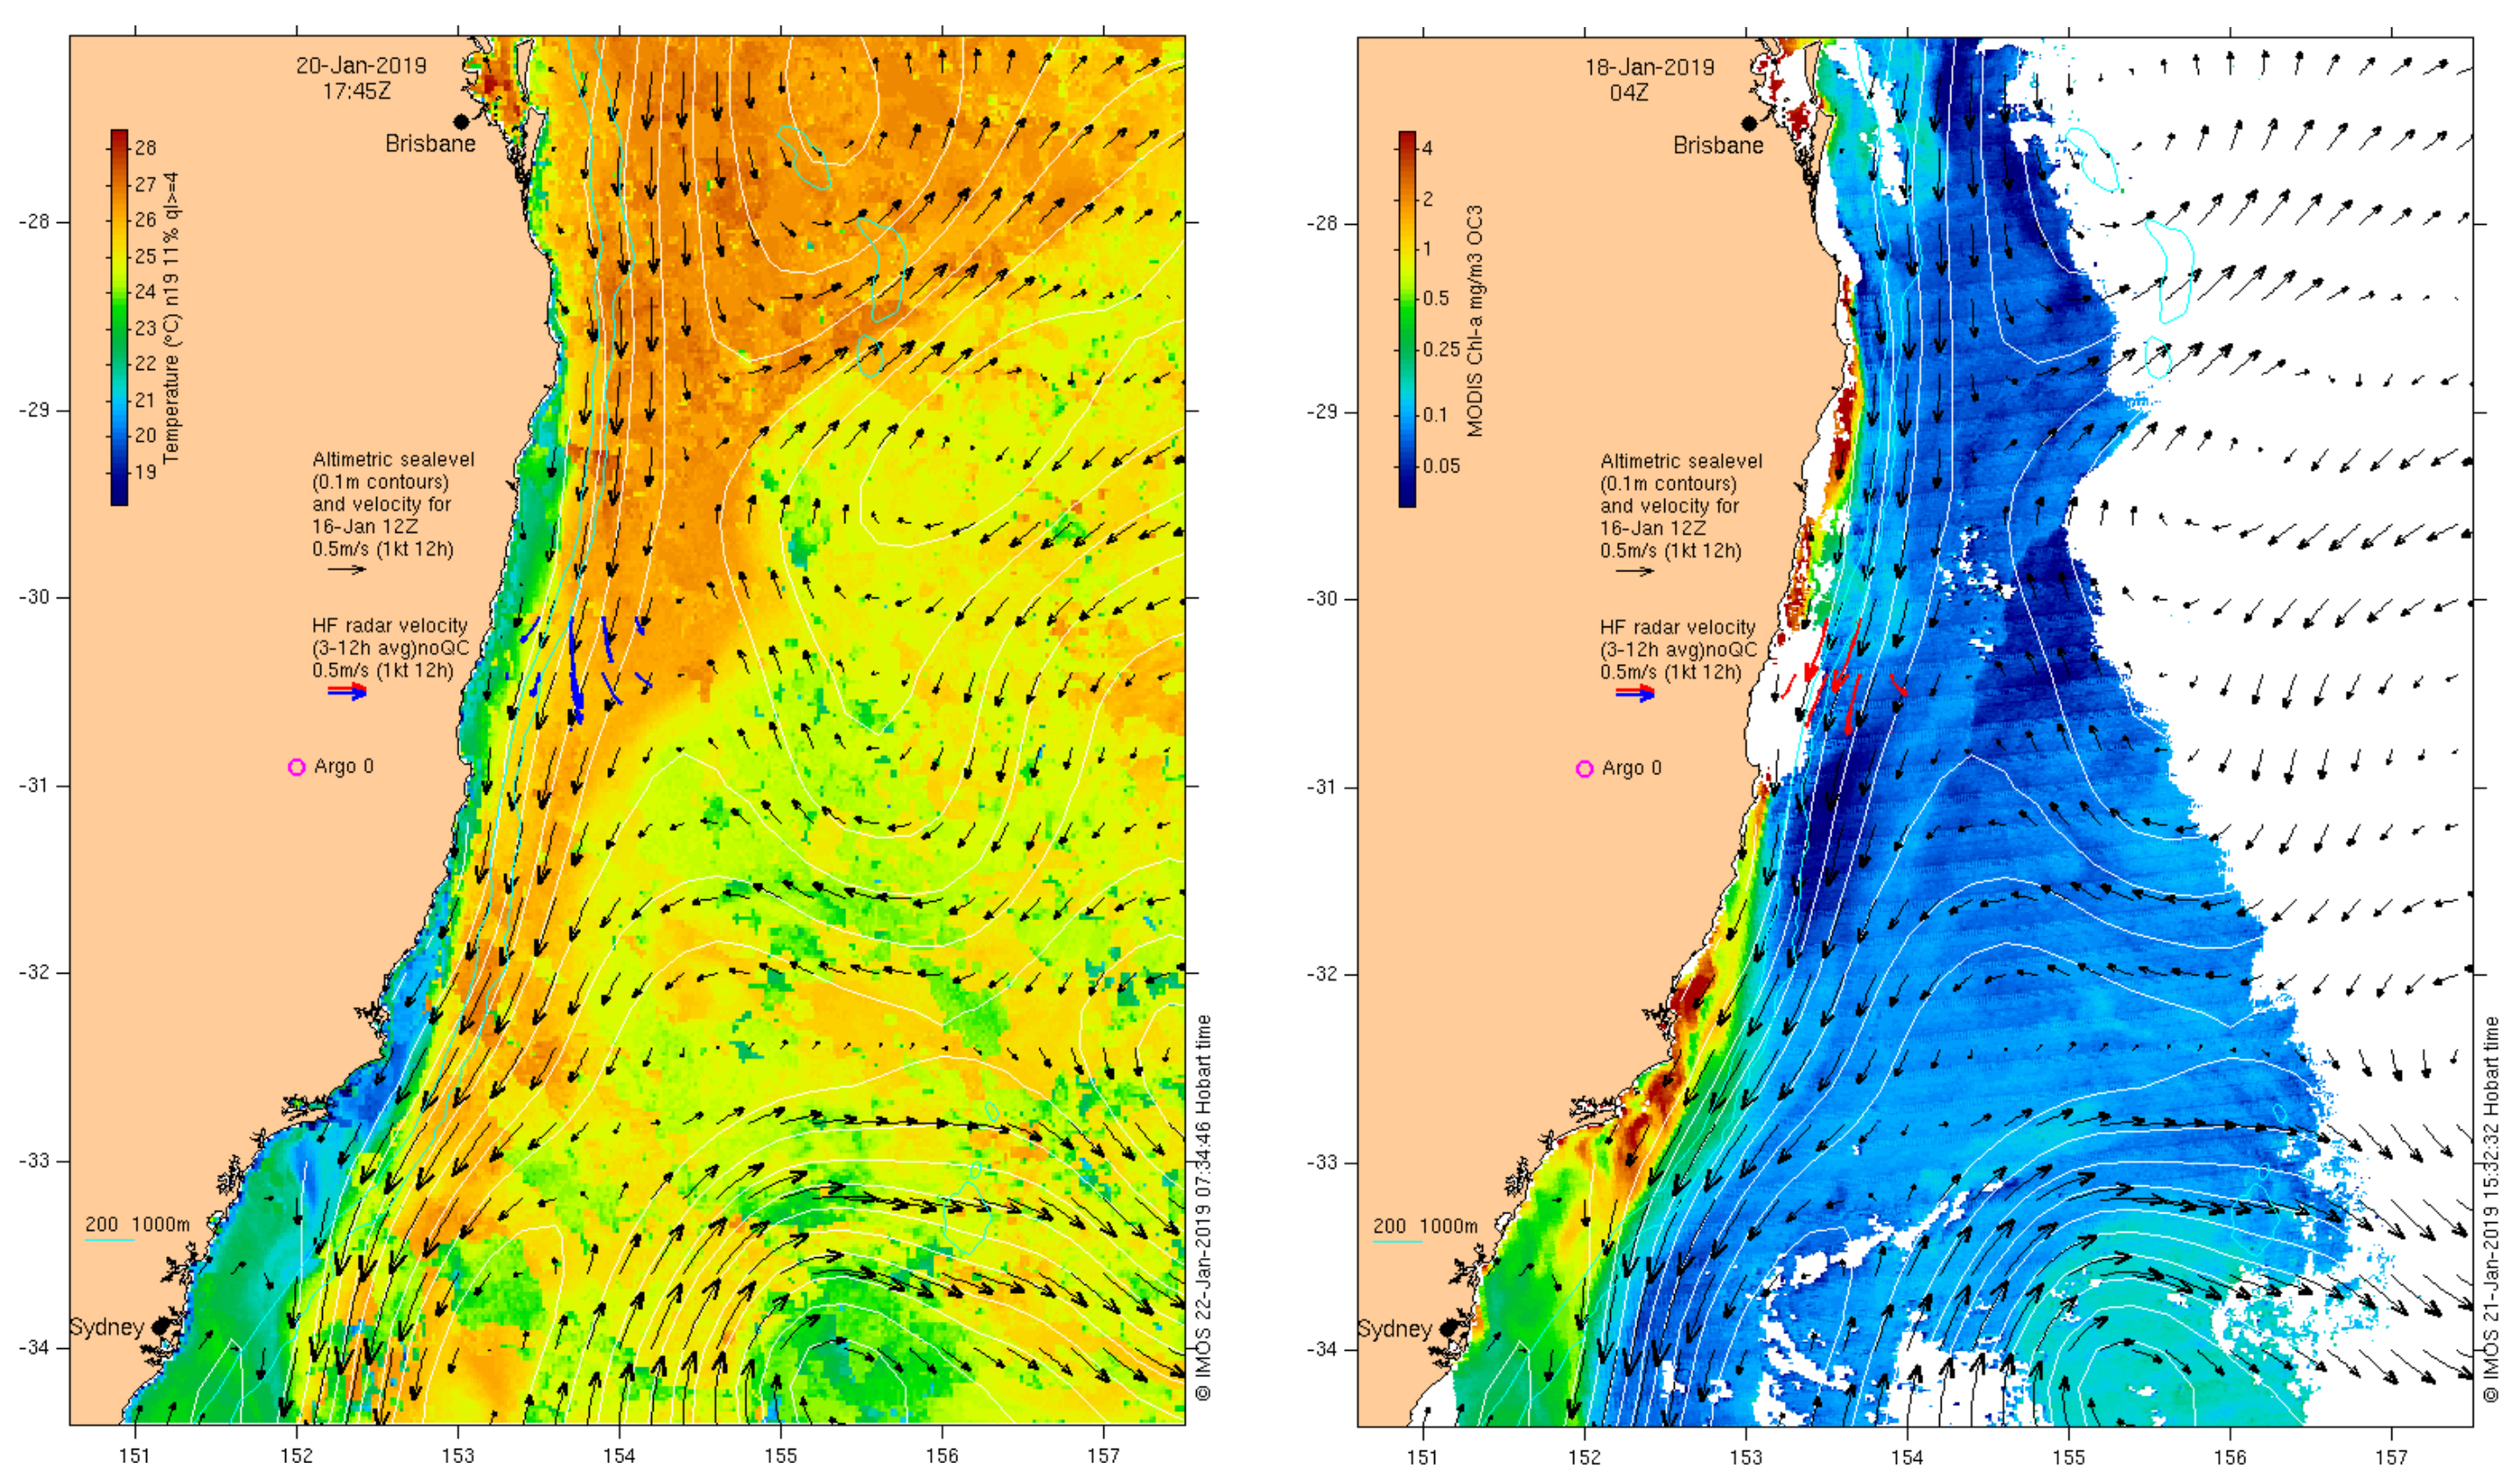 20-Jan-2019
17:45Z
Brisbane
28
27
26
25
24
23
22
21
20
19
Temperature (°C) n19 11% ql>=4
Altimetric sealevel
(0.1m contours)
and velocity for
16-Jan 12Z
0.5m/s (1kt 12h)
HF radar velocity
(3-12h avg)noQC
0.5m/s (1kt 12h)
Argo 0
200 1000m
Sydney
-28
-29
-30
-31
-32
-33
-34
151
152
153
154
155
156
157
© IMOS 22-Jan-2019 07:34:46 Hobart time
18-Jan-2019
04Z
Brisbane
4
2
1
0.5
0.25
0.1
0.05
MODIS Chl-a mg/m3 OC3
Altimetric sealevel
(0.1m contours)
and velocity for
16-Jan 12Z
0.5m/s (1kt 12h)
HF radar velocity
(3-12h avg)noQC
0.5m/s (1kt 12h)
Argo 0
200 1000m
Sydney
-28
-29
-30
-31
-32
-33
-34
151
152
153
154
155
156
157
© IMOS 21-Jan-2019 15:32:32 Hobart time